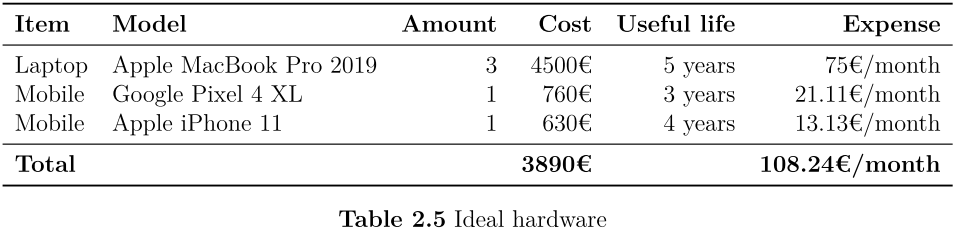 Item Model Amount Cost Useful life Expense
Laptop Apple MacBook Pro 2019 3 4500€ 5 years 75€/month
Mobile Google Pixel 4 XL 1 760€ 3 years 21.11€/month
Mobile Apple iPhone 11 1 630€ 4 years 13.13€/month
Total 3890€ 108.24€/month
Table 2.5 Ideal hardware